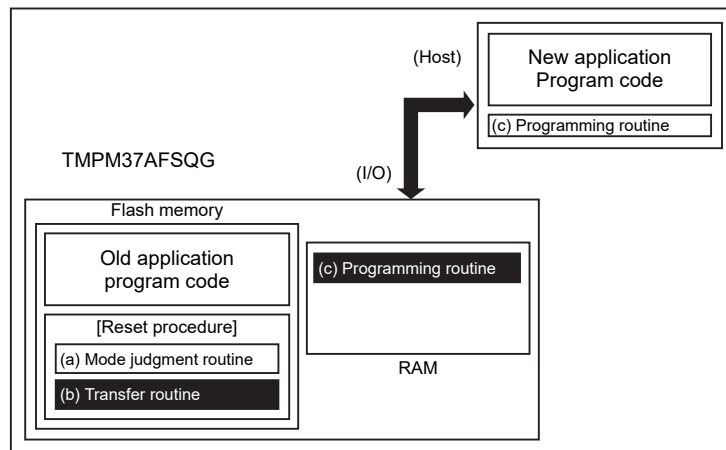 (Host)
New application
Program code
(c) Programming routine
TMPM37AFSQG
(I/O)
Flash memory
Old application
program code
[Reset procedure]
(a) Mode judgment routine
(b) Transfer routine
(c) Programming routine
RAM